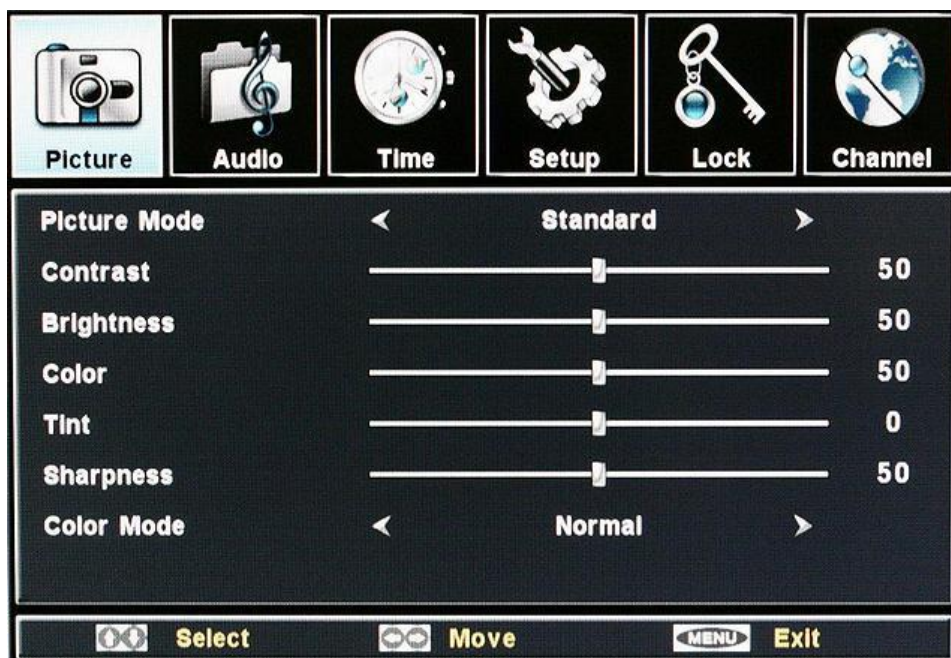 Picture Audio Time Setup Lock Channel
Picture Mode Standard
Contrast 50
Brightness 50
Color 50
Tint 0
Sharpness 50
Color Mode Normal
Select Move MENU Exit